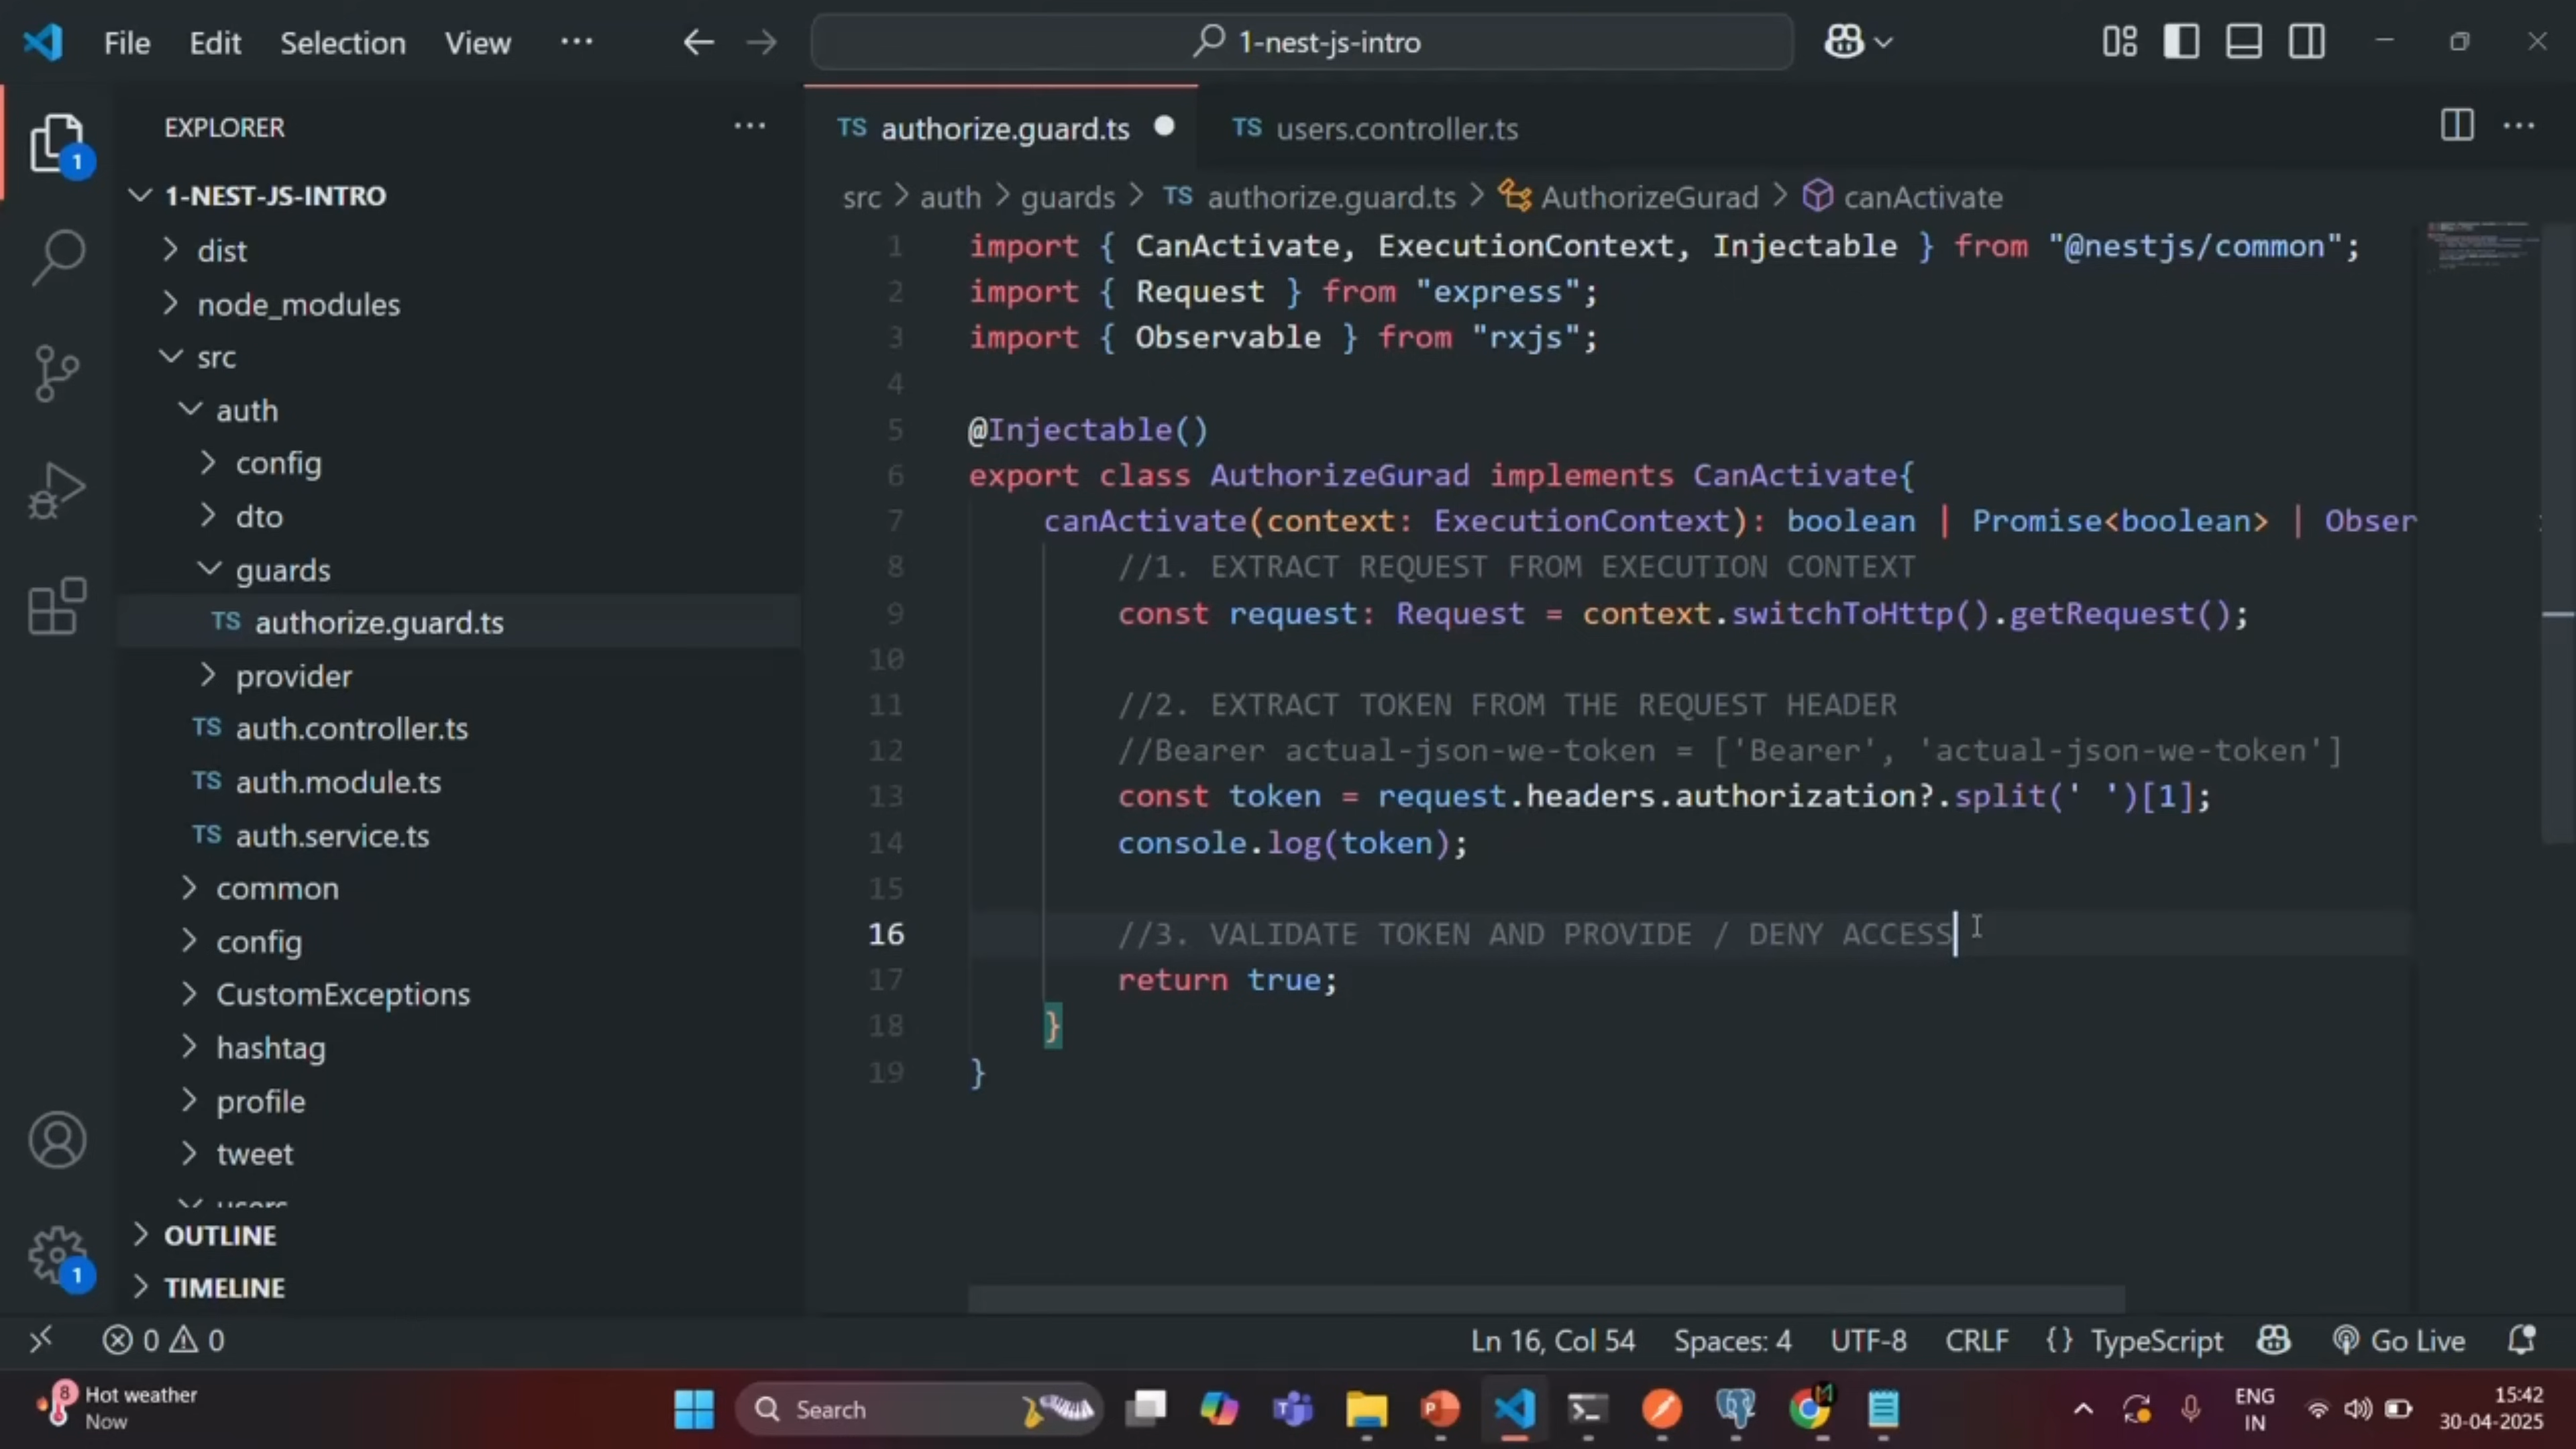 File Edit Selection View ··· 1-nest-js-intro
EXPLORER
1
1-NEST-JS-INTRO
dist
node_modules
src
auth
config
dto
guards
TS authorize.guard.ts
provider
TS auth.controller.ts
TS auth.module.ts
TS auth.service.ts
common
config
CustomExceptions
hashtag
profile
tweet
users
OUTLINE
1
TIMELINE
TS authorize.guard.ts TS users.controller.ts
src > auth > guards > TS authorize.guard.ts > AuthorizeGurad > canActivate
1 import { CanActivate, ExecutionContext, Injectable } from "@nestjs/common";
2 import { Request } from "express";
3 import { Observable } from "rxjs";
4
5 @Injectable()
6 export class AuthorizeGurad implements CanActivate{
7 canActivate(context: ExecutionContext): boolean | Promise<boolean> | Obser
8 //1. EXTRACT REQUEST FROM EXECUTION CONTEXT
9 const request: Request = context.switchToHttp().getRequest();
10
11 //2. EXTRACT TOKEN FROM THE REQUEST HEADER
12 //Bearer actual-json-we-token = ['Bearer', 'actual-json-we-token']
13 const token = request.headers.authorization?.split(' ')[1];
14 console.log(token);
15
16 //3. VALIDATE TOKEN AND PROVIDE / DENY ACCESS
17 return true;
18 }
19 }
0 0 Ln 16, Col 54 Spaces: 4 UTF-8 CRLF {} TypeScript Go Live
8 Hot weather
Now
Search
ENG
IN
15:42
30-04-2025